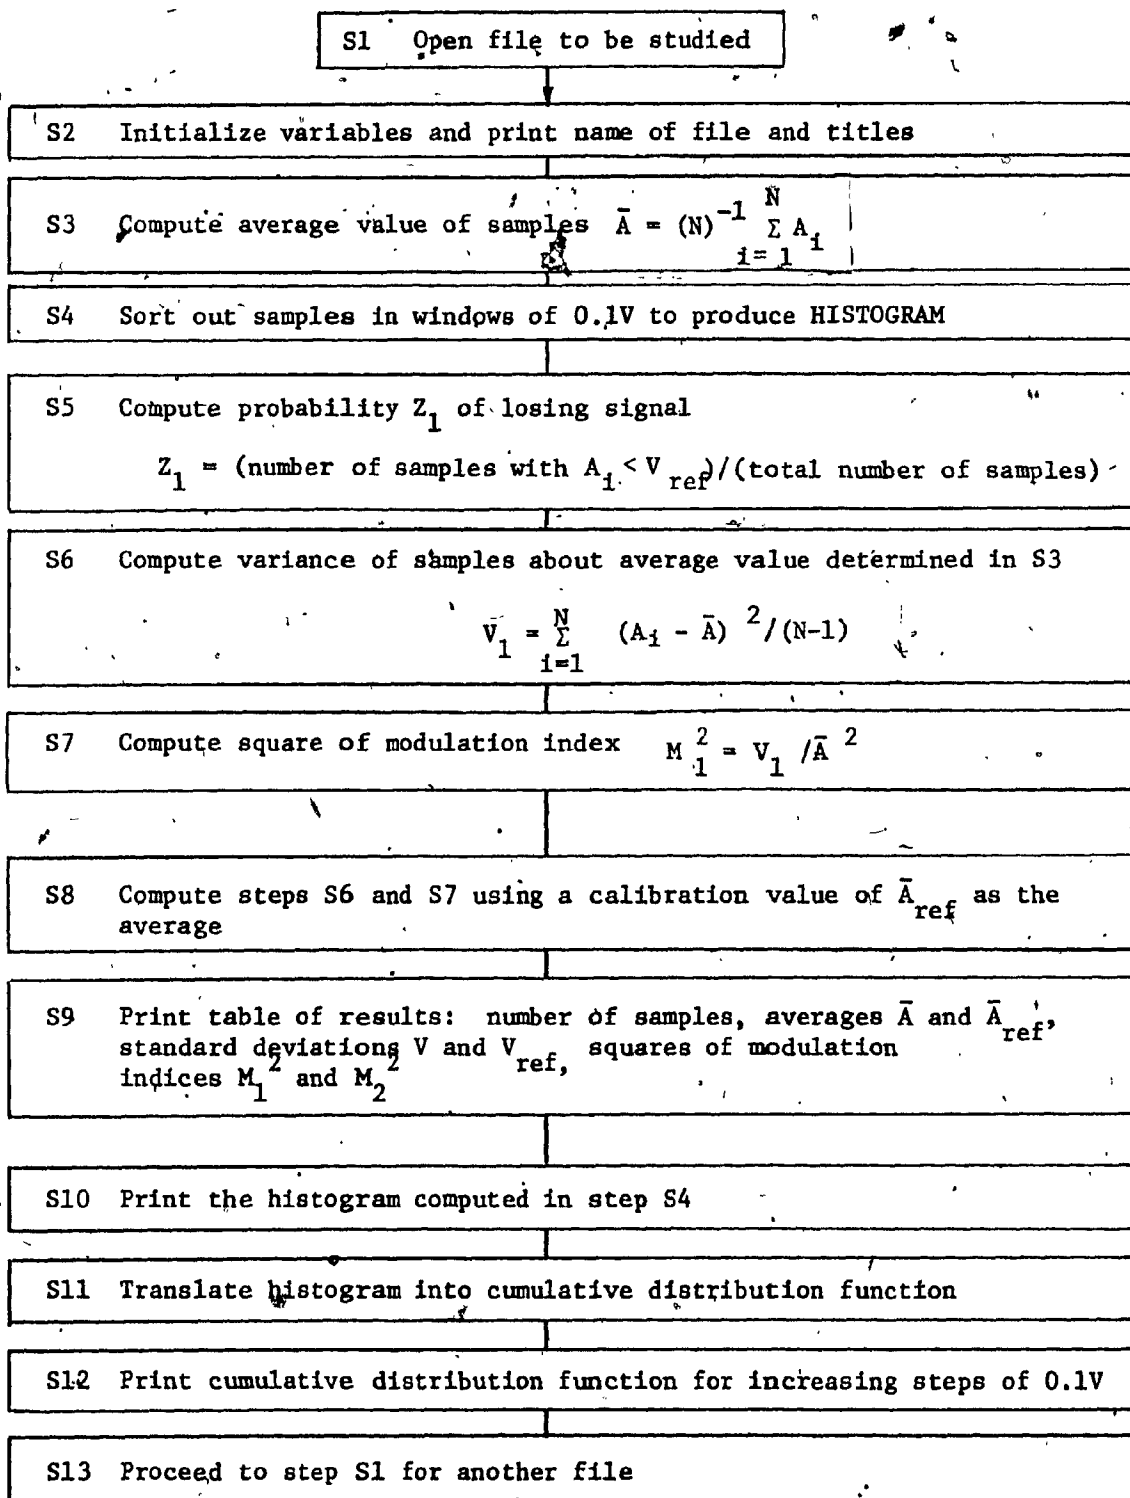 S1 Open file to be studied
S2 Initialize variables and print name of file and titles
S3 Compute average value of samples Ā = (N)^-1 N Σ i= 1 A_i
S4 Sort out samples in windows of 0.1V to produce HISTOGRAM
S5 Compute probability Z_1 of losing signal
Z_1 = (number of samples with A_i < V_ref)/(total number of samples)
S6 Compute variance of samples about average value determined in S3
V_1 = N Σ i=1 (A_i - Ā) ^2/(N-1)
S7 Compute square of modulation index M_1^2 = V_1 /Ā ^2
S8 Compute steps S6 and S7 using a calibration value of Ā_ref as the
average
S9 Print table of results: number of samples, averages Ā and Ā_ref,
standard deviations V and V_ref, squares of modulation
indices M_1^2 and M_2^2
S10 Print the histogram computed in step S4
S11 Translate histogram into cumulative distribution function
S12 Print cumulative distribution function for increasing steps of 0.1V
S13 Proceed to step S1 for another file